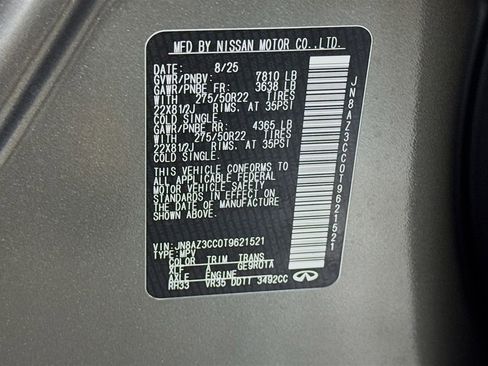 MFD BY NISSAN MOTOR CO.,LTD.
DATE: 8/25
GVWR/PNBV: 7810 LB
GAWR/PNBE FR: 3638 LB
WITH 275/50R22 TIRES
22X81/2J RIMS. AT 35PSI
COLD SINGLE.
GAWR/PNBE RR: 4365 LB
WITH 275/50R22 TIRES
22X81/2J RIMS. AT 35PSI
COLD SINGLE.
THIS VEHICLE CONFORMS TO
ALL APPLICABLE FEDERAL
MOTOR VEHICLE SAFETY
STANDARDS IN EFFECT ON
THE DATE OF MANUFACTURE
SHOWN ABOVE.
VIN: JN8AZ3CC0T9621521
TYPE: MPV
COLOR TRIM TRANS
XLF A GE9R01A
AXLE ENGINE
RH33 VR35 DDTT 3492CC
JN8AZ3CC0T9621521
INFINITI